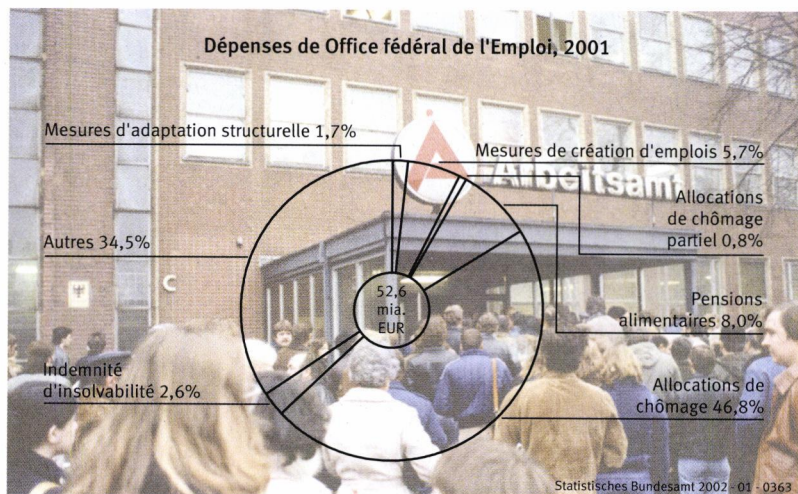 Dépenses de Office fédéral de l'Emploi, 2001
Mesures d'adaptation structurelle 1,7%
Mesures de création d'emplois 5,7%
Arbeitsamt
Allocations
de chômage
partiel 0,8%
Autres 34,5%
C
52,6
mia.
EUR
Pensions
alimentaires 8,0%
Indemnité
d'insolvabilité 2,6%
Allocations de
chômage 46,8%
Statistisches Bundesamt 2002 - 01 - 0363